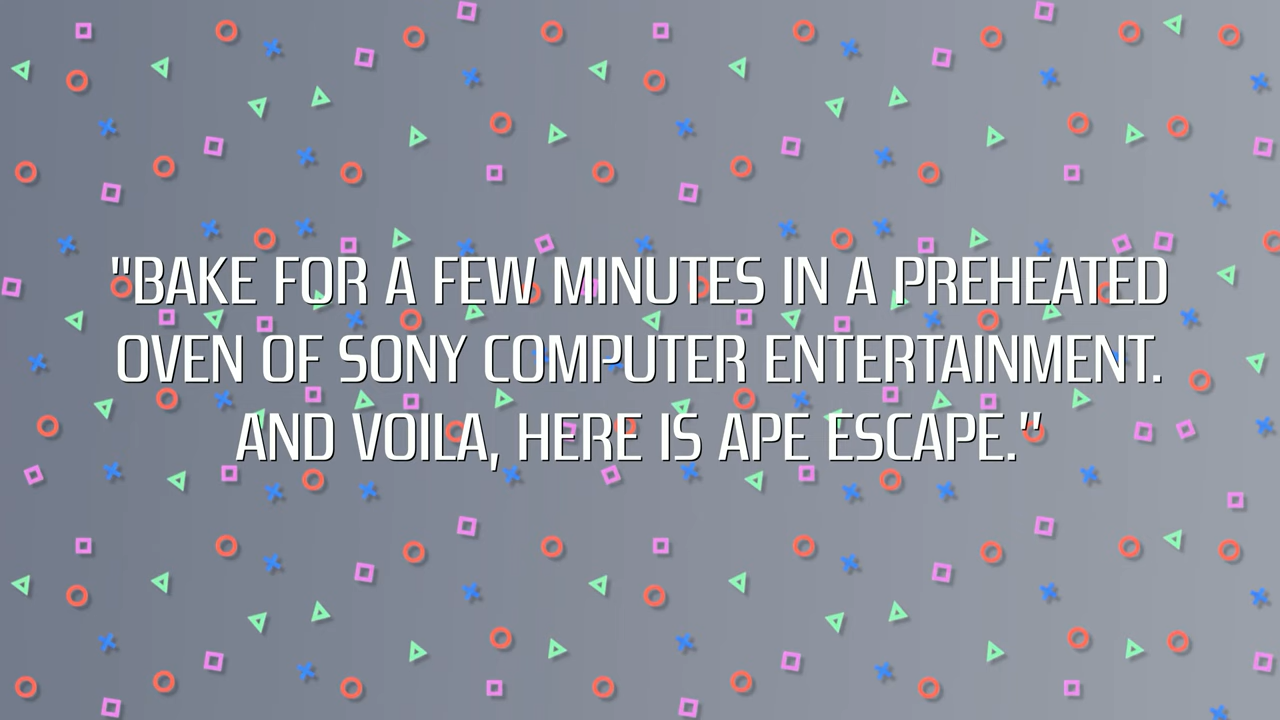 "BAKE FOR A FEW MINUTES IN A PREHEATED
OVEN OF SONY COMPUTER ENTERTAINMENT.
AND VOILA, HERE IS APE ESCAPE."